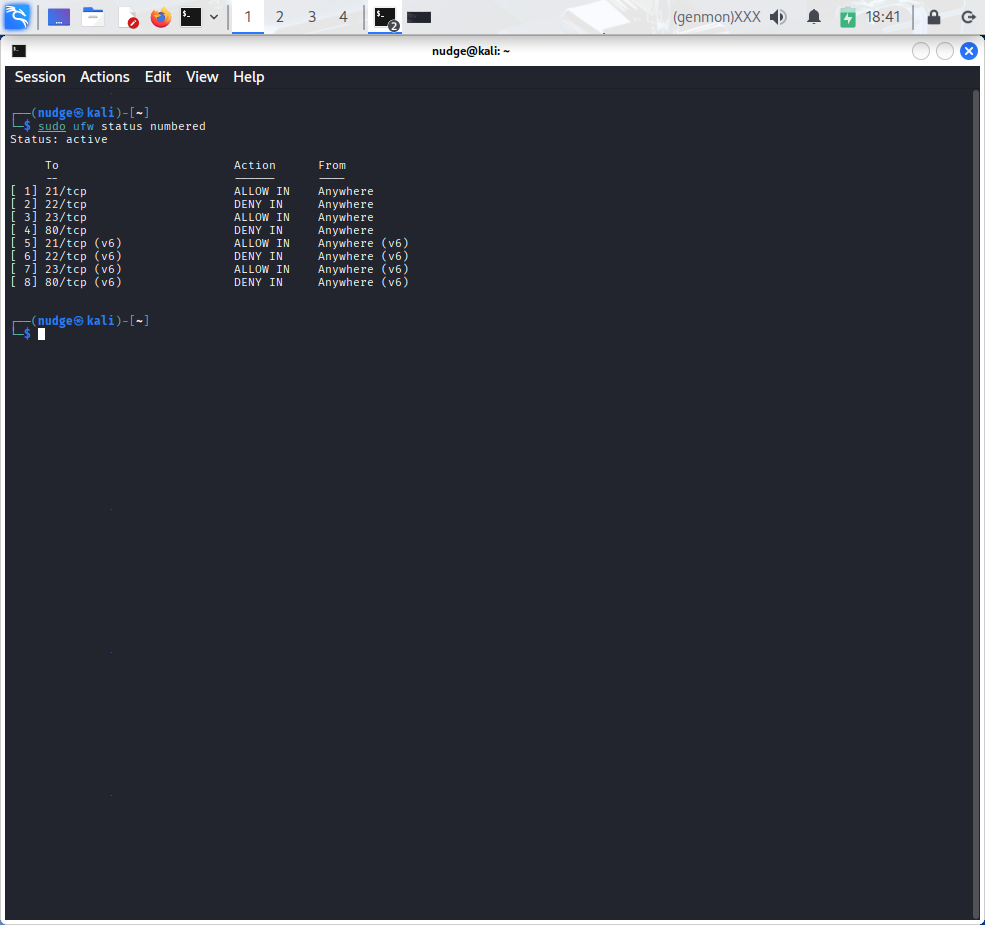 1 2 3 4 2 (genmon)XXX 18:41
nudge@kali: ~
Session Actions Edit View Help
┌──(nudge㉿kali)-[~]
└─$ sudo ufw status numbered
Status: active
To Action From
-- ------ ----
[ 1] 21/tcp ALLOW IN Anywhere
[ 2] 22/tcp DENY IN Anywhere
[ 3] 23/tcp ALLOW IN Anywhere
[ 4] 80/tcp DENY IN Anywhere
[ 5] 21/tcp (v6) ALLOW IN Anywhere (v6)
[ 6] 22/tcp (v6) DENY IN Anywhere (v6)
[ 7] 23/tcp (v6) ALLOW IN Anywhere (v6)
[ 8] 80/tcp (v6) DENY IN Anywhere (v6)
┌──(nudge㉿kali)-[~]
└─$